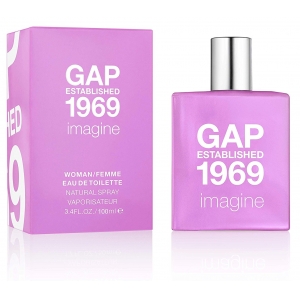 GAP
ESTABLISHED
1969
imagine
WOMAN/FEMME
EAU DE TOILETTE
NATURAL SPRAY
VAPORISATEUR
3.4FL.OZ./100ml ℮
GAP
ESTABLISHED
1969
imagine